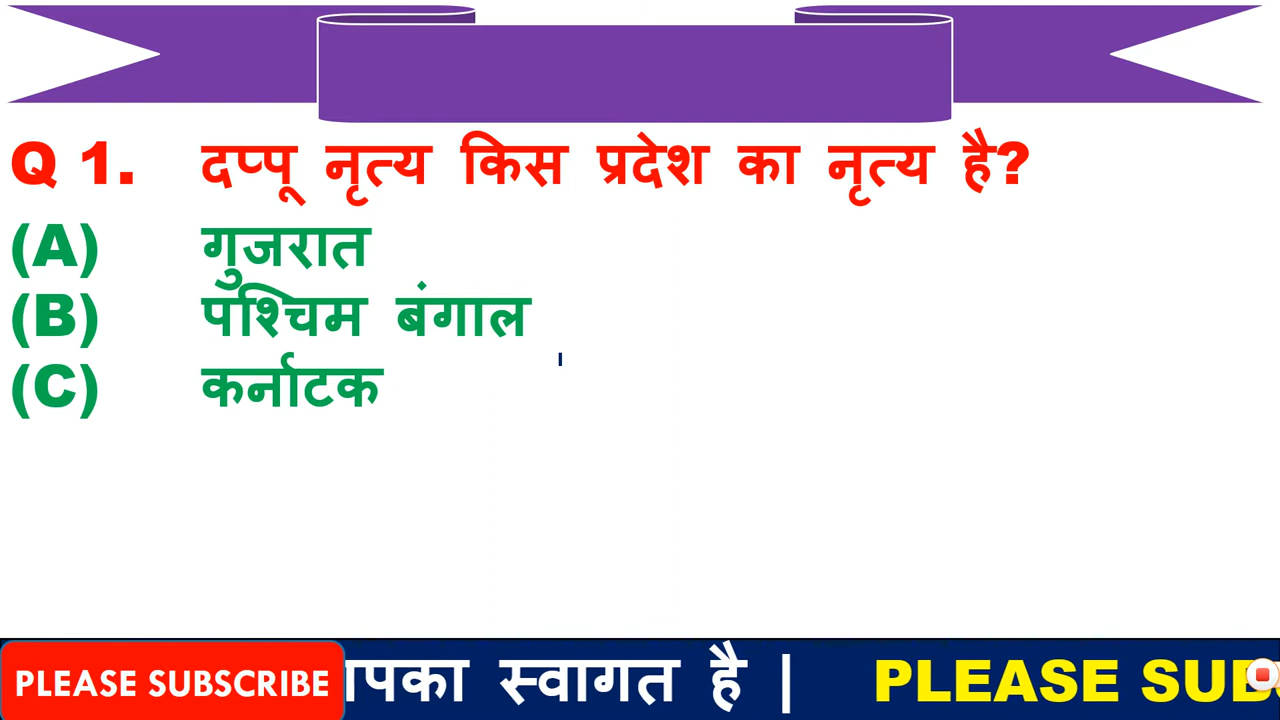 Q 1. दप्पू नृत्य किस प्रदेश का नृत्य है?
(A) गुजरात
(B) पश्चिम बंगाल
(C) कर्नाटक
PLEASE SUBSCRIBE स्वागत है | PLEASE